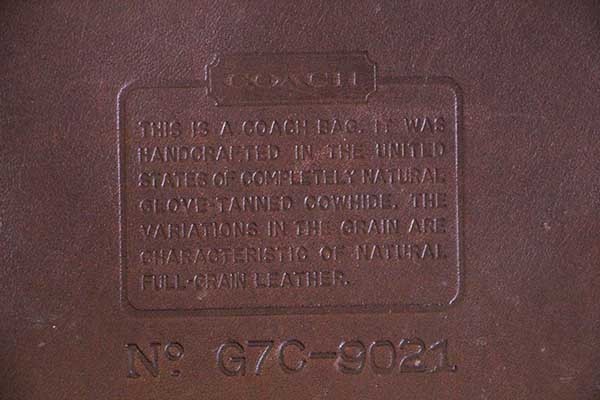 COACH
THIS IS A COACH BAG. IT WAS
HANDCRAFTED IN THE UNITED
STATES OF COMPLETELY NATURAL
GLOVE-TANNED COWHIDE. THE
VARIATIONS IN THE GRAIN ARE
CHARACTERISTIC OF NATURAL
FULL-GRAIN LEATHER.
Nº G7C-9021